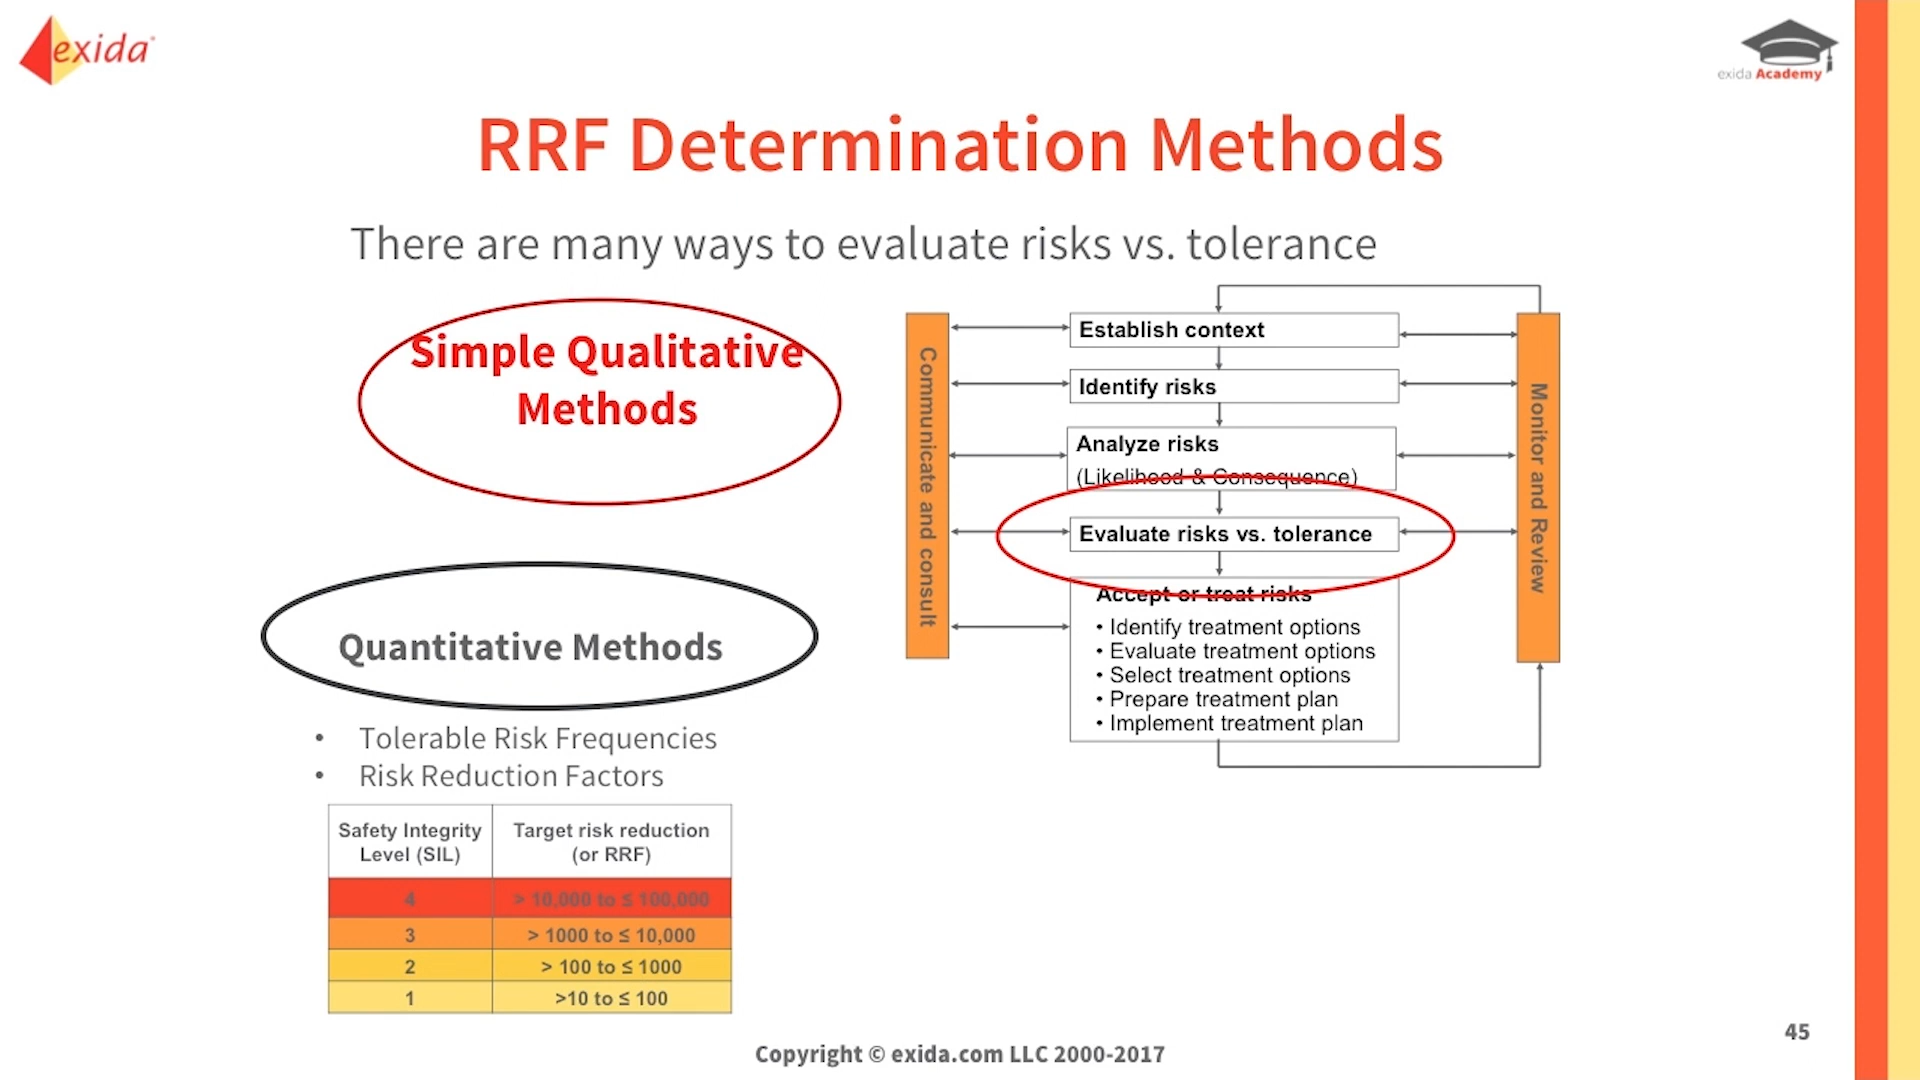 exida
exida Academy
RRF Determination Methods
There are many ways to evaluate risks vs. tolerance
Simple Qualitative
Methods
Quantitative Methods
• Tolerable Risk Frequencies
• Risk Reduction Factors
Safety Integrity
Level (SIL)
Target risk reduction
(or RRF)
4 > 10,000 to ≤ 100,000
3 > 1000 to ≤ 10,000
2 > 100 to ≤ 1000
1 >10 to ≤ 100
Communicate and consult
Establish context
Identify risks
Analyze risks
(Likelihood & Consequence)
Evaluate risks vs. tolerance
Accept or treat risks
• Identify treatment options
• Evaluate treatment options
• Select treatment options
• Prepare treatment plan
• Implement treatment plan
Monitor and Review
45
Copyright © exida.com LLC 2000-2017